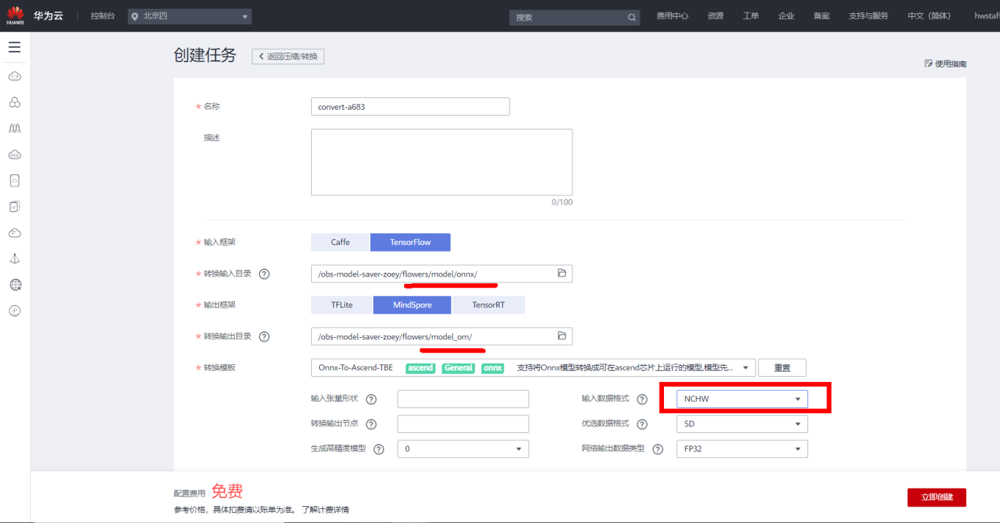 HUAWEI
华为云 控制台 北京四 搜索 费用中心 资源 工单 企业 备案 支持与服务 中文 (简体) hwstaff
创建任务 返回压缩/转换
使用指南
* 名称 convert-a683
描述
0/100
* 输入框架 Caffe TensorFlow
* 转换输入目录 ? /obs-model-saver-zoey/flowers/model/onnx/
* 输出框架 TFLite MindSpore TensorRT
* 转换输出目录 ? /obs-model-saver-zoey/flowers/model_om/
* 转换模板 Onnx-To-Ascend-TBE ascend General onnx 支持将Onnx模型转换成可在ascend芯片上运行的模型,模型先... 重置
输入张量形状 ? 输入数据格式 ? NCHW
转换输出节点 ? 优选数据格式 ? 5D
生成高精度模型 ? 0 网络输出数据类型 ? FP32
配置费用 免费
参考价格，具体扣费请以账单为准。 了解计费详情
立即创建